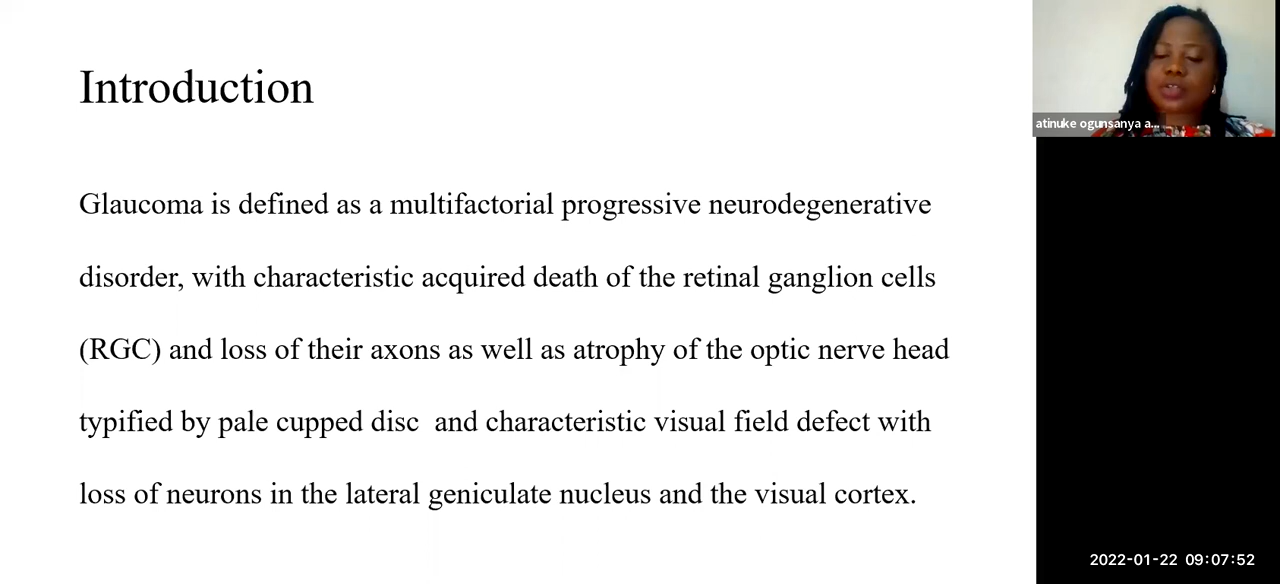 Introduction
Glaucoma is defined as a multifactorial progressive neurodegenerative
disorder, with characteristic acquired death of the retinal ganglion cells
(RGC) and loss of their axons as well as atrophy of the optic nerve head
typified by pale cupped disc  and characteristic visual field defect with
loss of neurons in the lateral geniculate nucleus and the visual cortex.
atinuke ogunsanya a...
2022-01-22 09:07:52